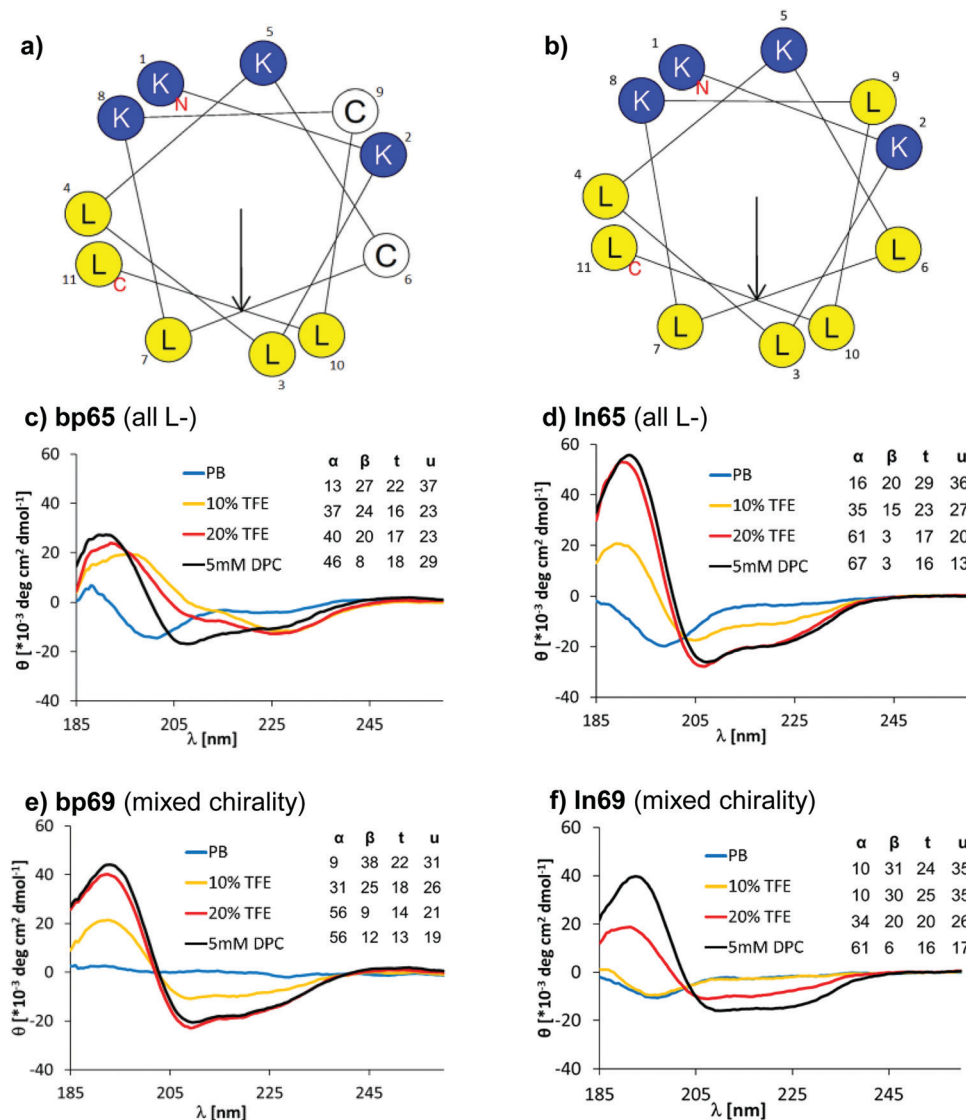 a)
b)
1
K
N
5
K
8
K
9
C
2
K
4
L
11
L
C
C
6
7
L
3
L
10
L
1
K
N
5
K
8
K
9
L
2
K
4
L
11
L
C
L
6
7
L
3
L
10
L
c) bp65 (all L-)
60
40
20
0
-20
-40
θ [*10⁻³ deg cm² dmol⁻¹]
185 205 225 245
λ [nm]
α β t u
PB 13 27 22 37
10% TFE 37 24 16 23
20% TFE 40 20 17 23
5mM DPC 46 8 18 29
d) ln65 (all L-)
60
40
20
0
-20
-40
θ [*10⁻³ deg cm² dmol⁻¹]
185 205 225 245
λ [nm]
α β t u
PB 16 20 29 36
10% TFE 35 15 23 27
20% TFE 61 3 17 20
5mM DPC 67 3 16 13
e) bp69 (mixed chirality)
60
40
20
0
-20
-40
θ [*10⁻³ deg cm² dmol⁻¹]
185 205 225 245
λ [nm]
α β t u
PB 9 38 22 31
10% TFE 31 25 18 26
20% TFE 56 9 14 21
5mM DPC 56 12 13 19
f) ln69 (mixed chirality)
60
40
20
0
-20
-40
θ [*10⁻³ deg cm² dmol⁻¹]
185 205 225 245
λ [nm]
α β t u
PB 10 31 24 35
10% TFE 10 30 25 35
20% TFE 34 20 20 26
5mM DPC 61 6 16 17